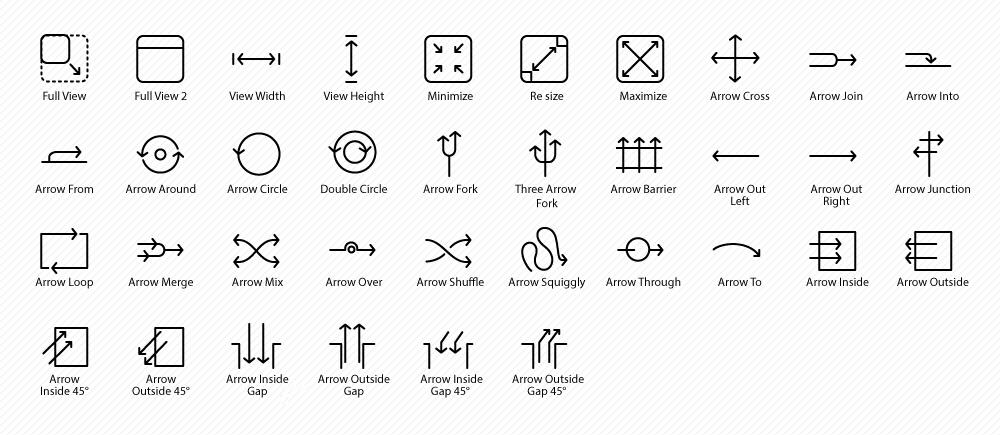 Full View
Full View 2
View Width
View Height
Minimize
Re size
Maximize
Arrow Cross
Arrow Join
Arrow Into
Arrow From
Arrow Around
Arrow Circle
Double Circle
Arrow Fork
Three Arrow
Fork
Arrow Barrier
Arrow Out
Left
Arrow Out
Right
Arrow Junction
Arrow Loop
Arrow Merge
Arrow Mix
Arrow Over
Arrow Shuffle
Arrow Squiggly
Arrow Through
Arrow To
Arrow Inside
Arrow Outside
Arrow
Inside 45°
Arrow
Outside 45°
Arrow Inside
Gap
Arrow Outside
Gap
Arrow Inside
Gap 45°
Arrow Outside
Gap 45°